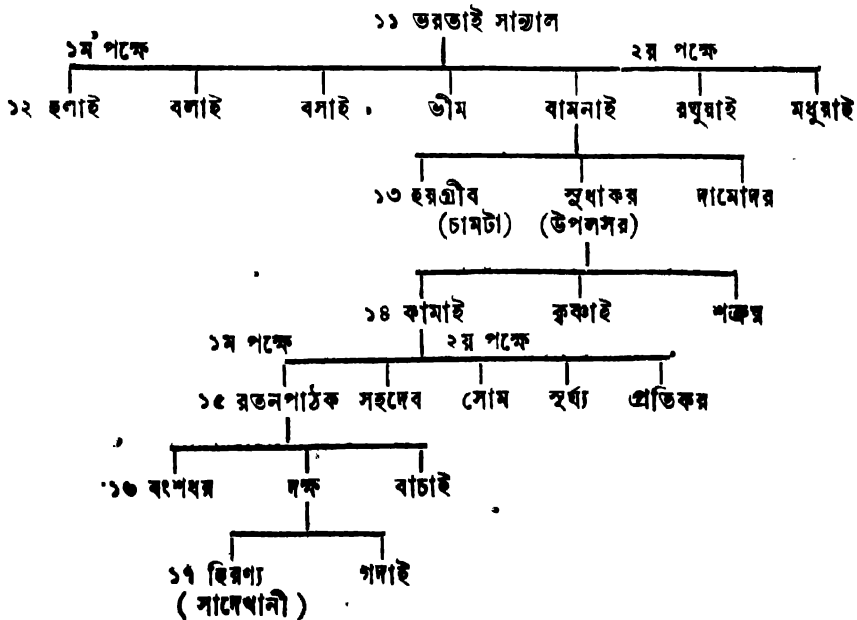 ১১ ভরতাই সান্যাল
১ম পক্ষে ২য় পক্ষে
১২ হলাই বলাই বসাই ভীম বামনাই রঘুরাই মধুরাই
১৩ হয়গ্রীব সুধাকর দামোদর
(চামটা) (উপলসর)
১৪ কামাই কৃষ্ণাই শত্রুঘ্ন
১ম পক্ষে ২য় পক্ষে
১৫ রতনপাঠক সহদেব সোম সূর্য্য প্রতিকর
১৬ বংশধর দক্ষ বাচাই
১৭ হিরণ্য গদাই
(সাদেখানী)